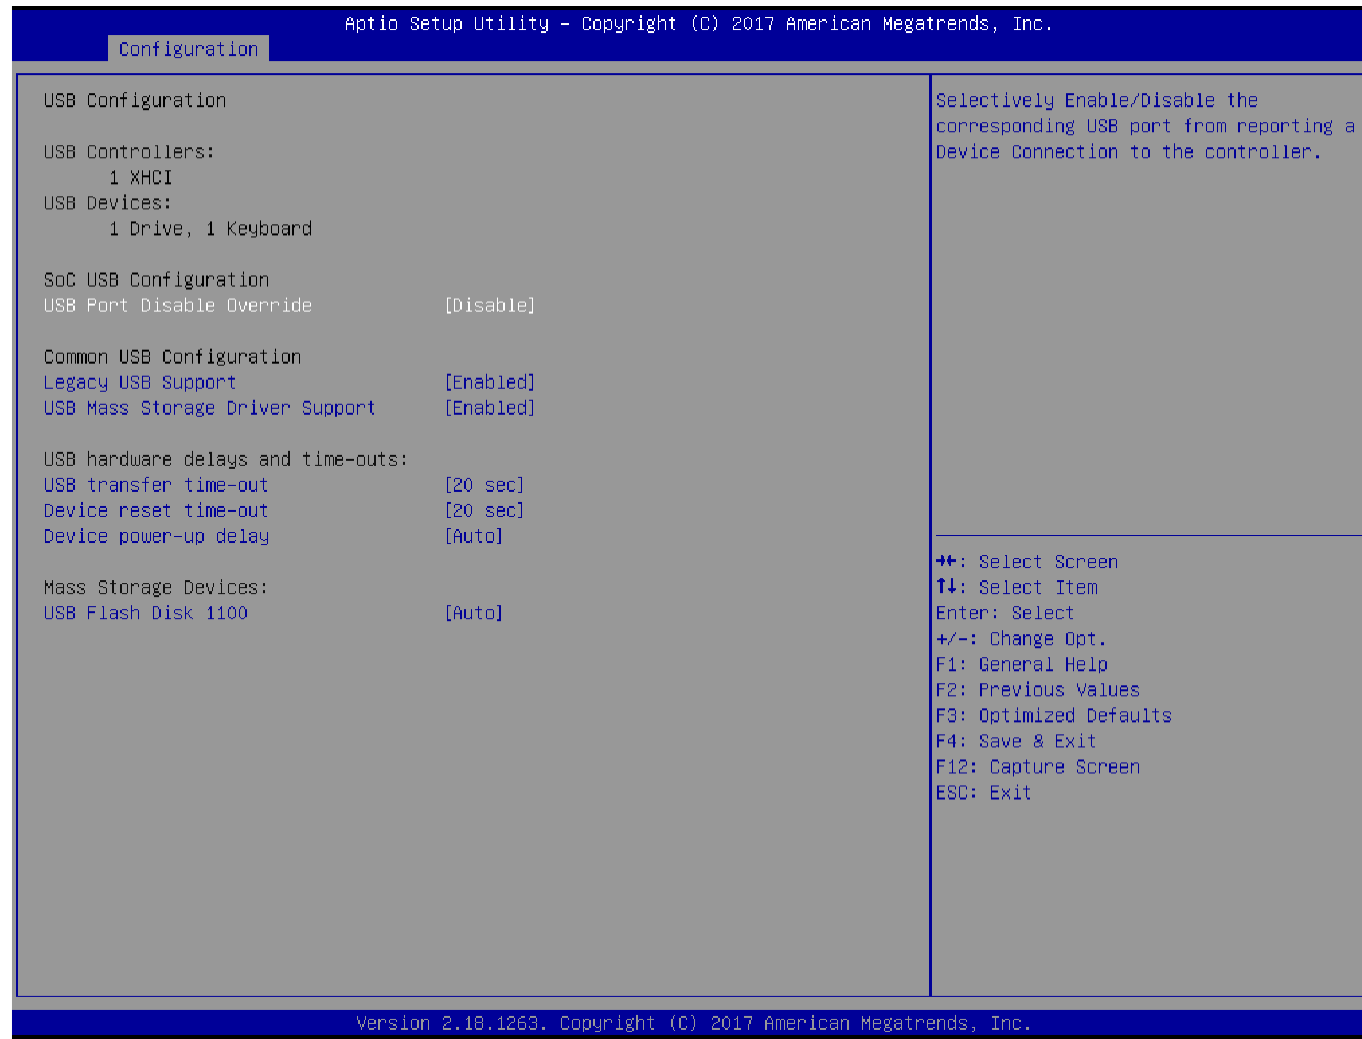 Aptio Setup Utility – Copyright (C) 2017 American Megatrends, Inc.
Configuration
USB Configuration
USB Controllers:
1 XHCI
USB Devices:
1 Drive, 1 Keyboard
SoC USB Configuration
USB Port Disable Override [Disable]
Common USB Configuration
Legacy USB Support [Enabled]
USB Mass Storage Driver Support [Enabled]
USB hardware delays and time-outs:
USB transfer time-out [20 sec]
Device reset time-out [20 sec]
Device power-up delay [Auto]
Mass Storage Devices:
USB Flash Disk 1100 [Auto]
Selectively Enable/Disable the
corresponding USB port from reporting a
Device Connection to the controller.
→←: Select Screen
↑↓: Select Item
Enter: Select
+/-: Change Opt.
F1: General Help
F2: Previous Values
F3: Optimized Defaults
F4: Save & Exit
F12: Capture Screen
ESC: Exit
Version 2.18.1263. Copyright (C) 2017 American Megatrends, Inc.